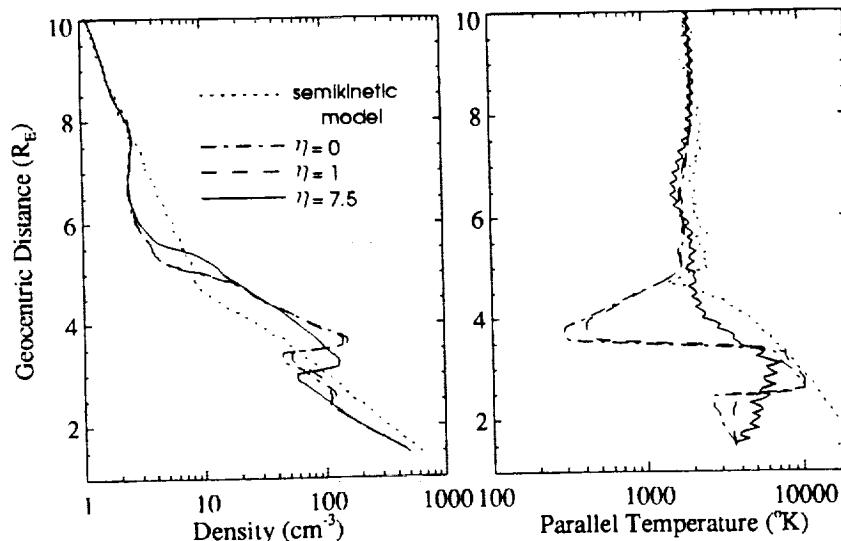 10
8
6
4
2
Geocentric Distance (R_E)
semikinetic
model
η = 0
η = 1
η = 7.5
1
10
100
1000
Density (cm⁻³)
10
8
6
4
2
100
1000
10000
Parallel Temperature (°K)